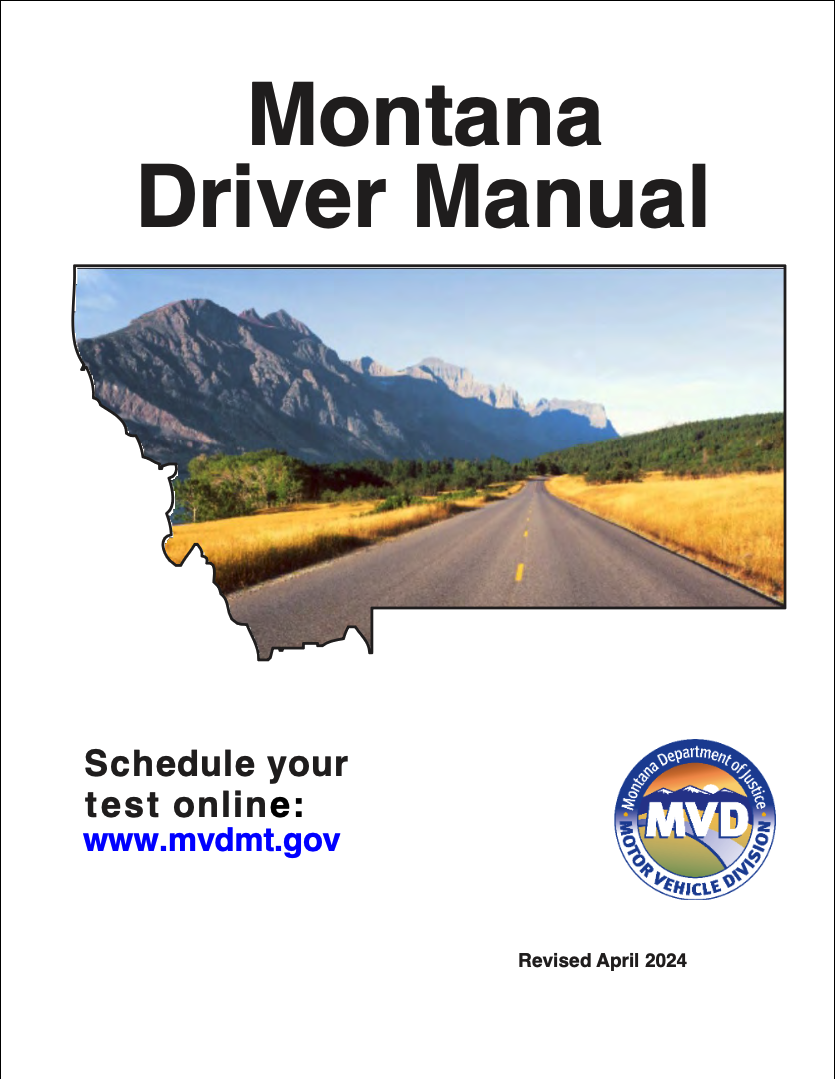 Montana
Driver Manual
Schedule your
test online:
www.mvdmt.gov
Montana Department of Justice
MVD
MOTOR VEHICLE DIVISION
Revised April 2024